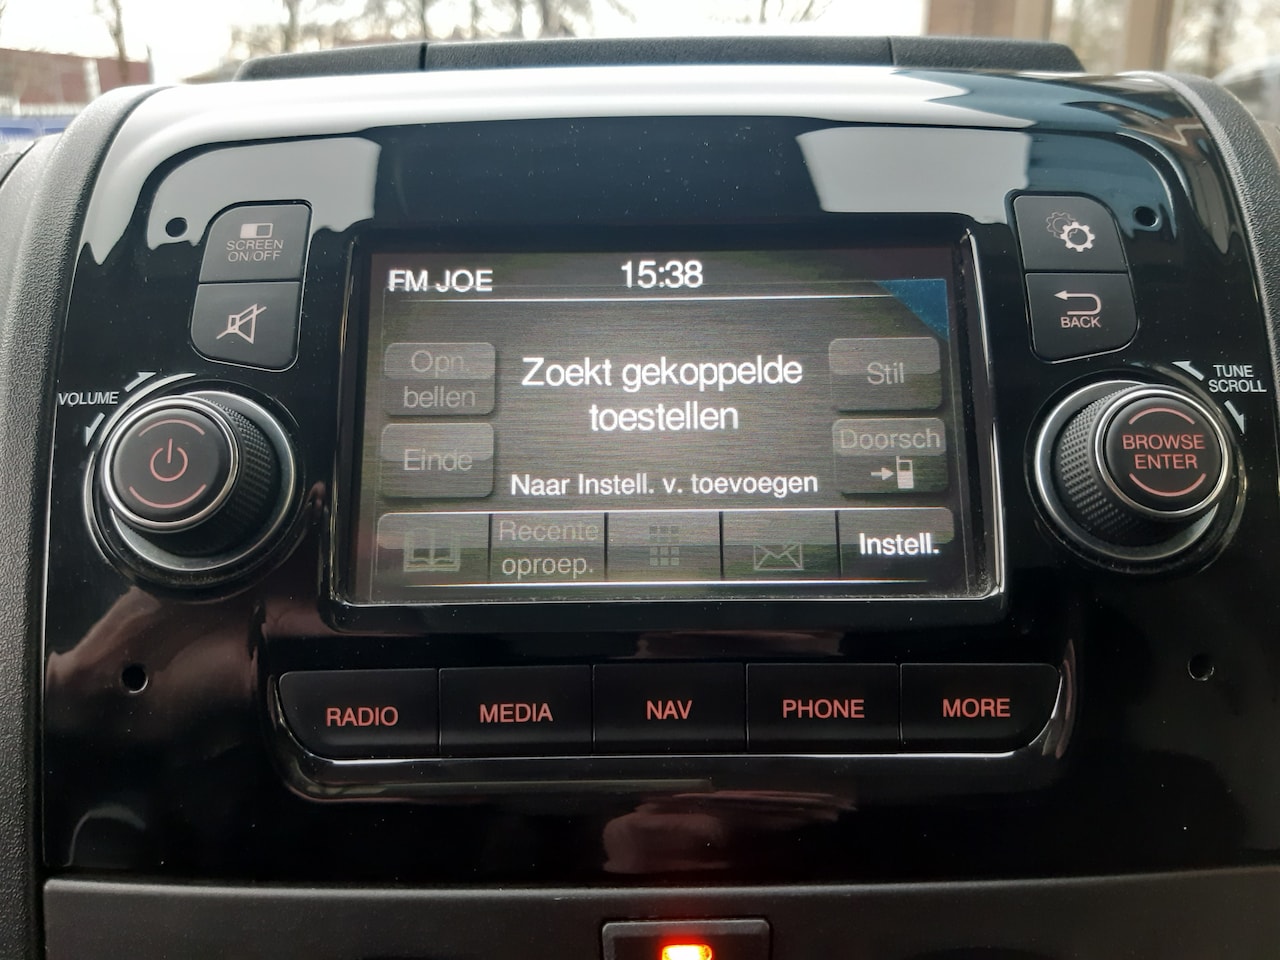 SCREEN
ON/OFF
FM JOE
15:38
BACK
VOLUME
TUNE
SCROLL
Opn.
bellen
Zoekt gekoppelde
toestellen
Stil
Einde
Naar Instell. v. toevoegen
Doorsch
BROWSE
ENTER
Recente
oproep.
Instell.
RADIO
MEDIA
NAV
PHONE
MORE